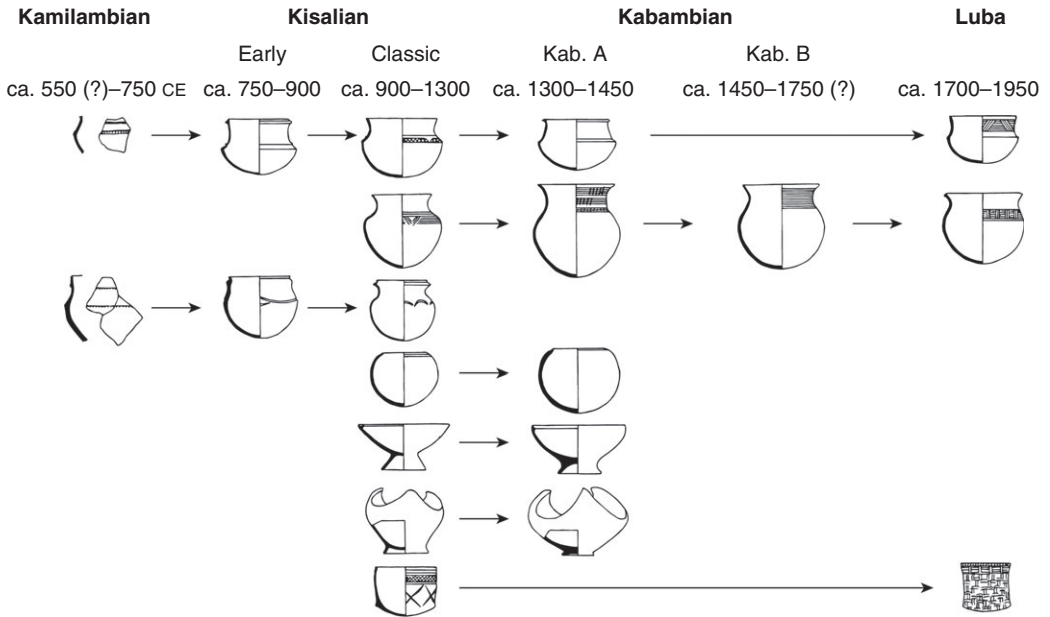 Kamilambian Kisalian Kabambian Luba
Early Classic Kab. A Kab. B
ca. 550 (?)–750 CE ca. 750–900 ca. 900–1300 ca. 1300–1450 ca. 1450–1750 (?) ca. 1700–1950